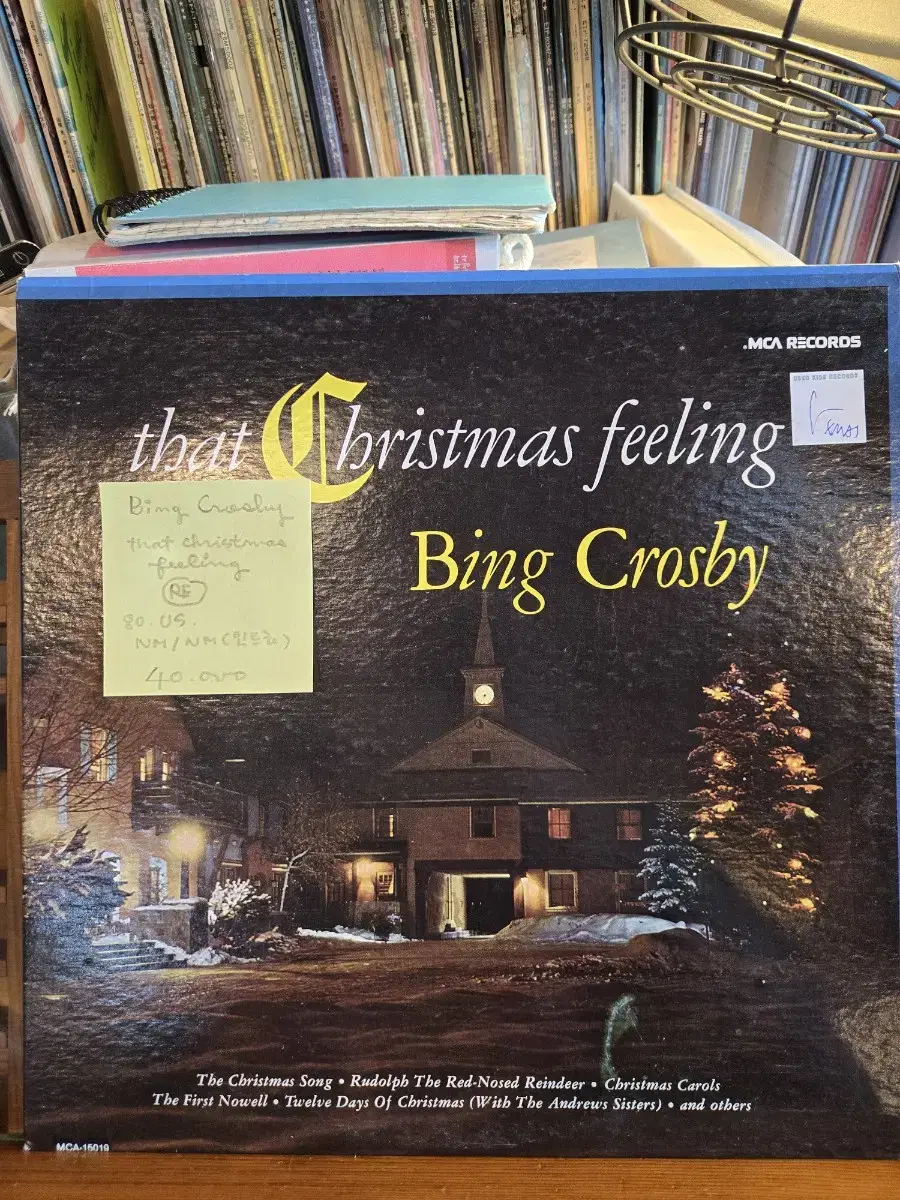 .MCA RECORDS
that Christmas feeling
Bing Crosby
Bing Crosby
that christmas
feeling
RE
80. US.
NM/NM(인트로)
40.000
The Christmas Song • Rudolph The Red-Nosed Reindeer • Christmas Carols
The First Nowell • Twelve Days Of Christmas (With The Andrews Sisters) • and others
MCA-15019